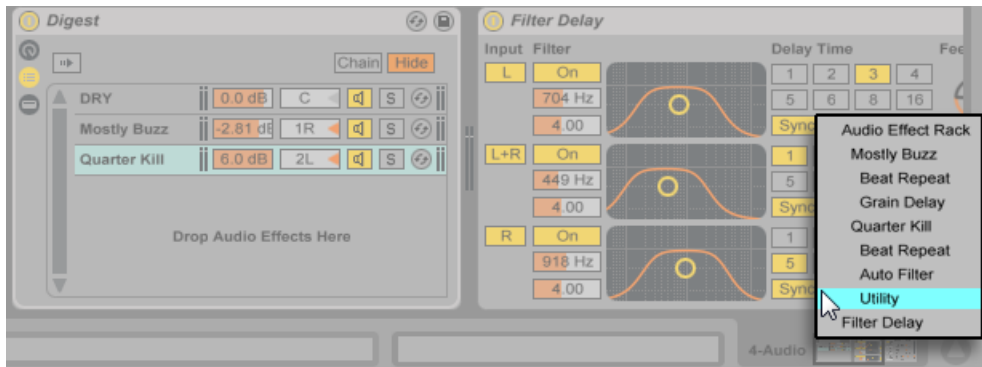 Digest
Chain Hide
DRY 0.0 dB C S
Mostly Buzz -2.81 dB 1R S
Quarter Kill 6.0 dB 2L S
Drop Audio Effects Here
Filter Delay
Input Filter Delay Time Fee
L On 1 2 3 4
704 Hz 5 6 8 16
4.00 Sync
L+R On 1
449 Hz 5
4.00 Sync
R On 1
918 Hz 5
4.00 Sync
Audio Effect Rack
Mostly Buzz
Beat Repeat
Grain Delay
Quarter Kill
Beat Repeat
Auto Filter
Utility
Filter Delay
4-Audio